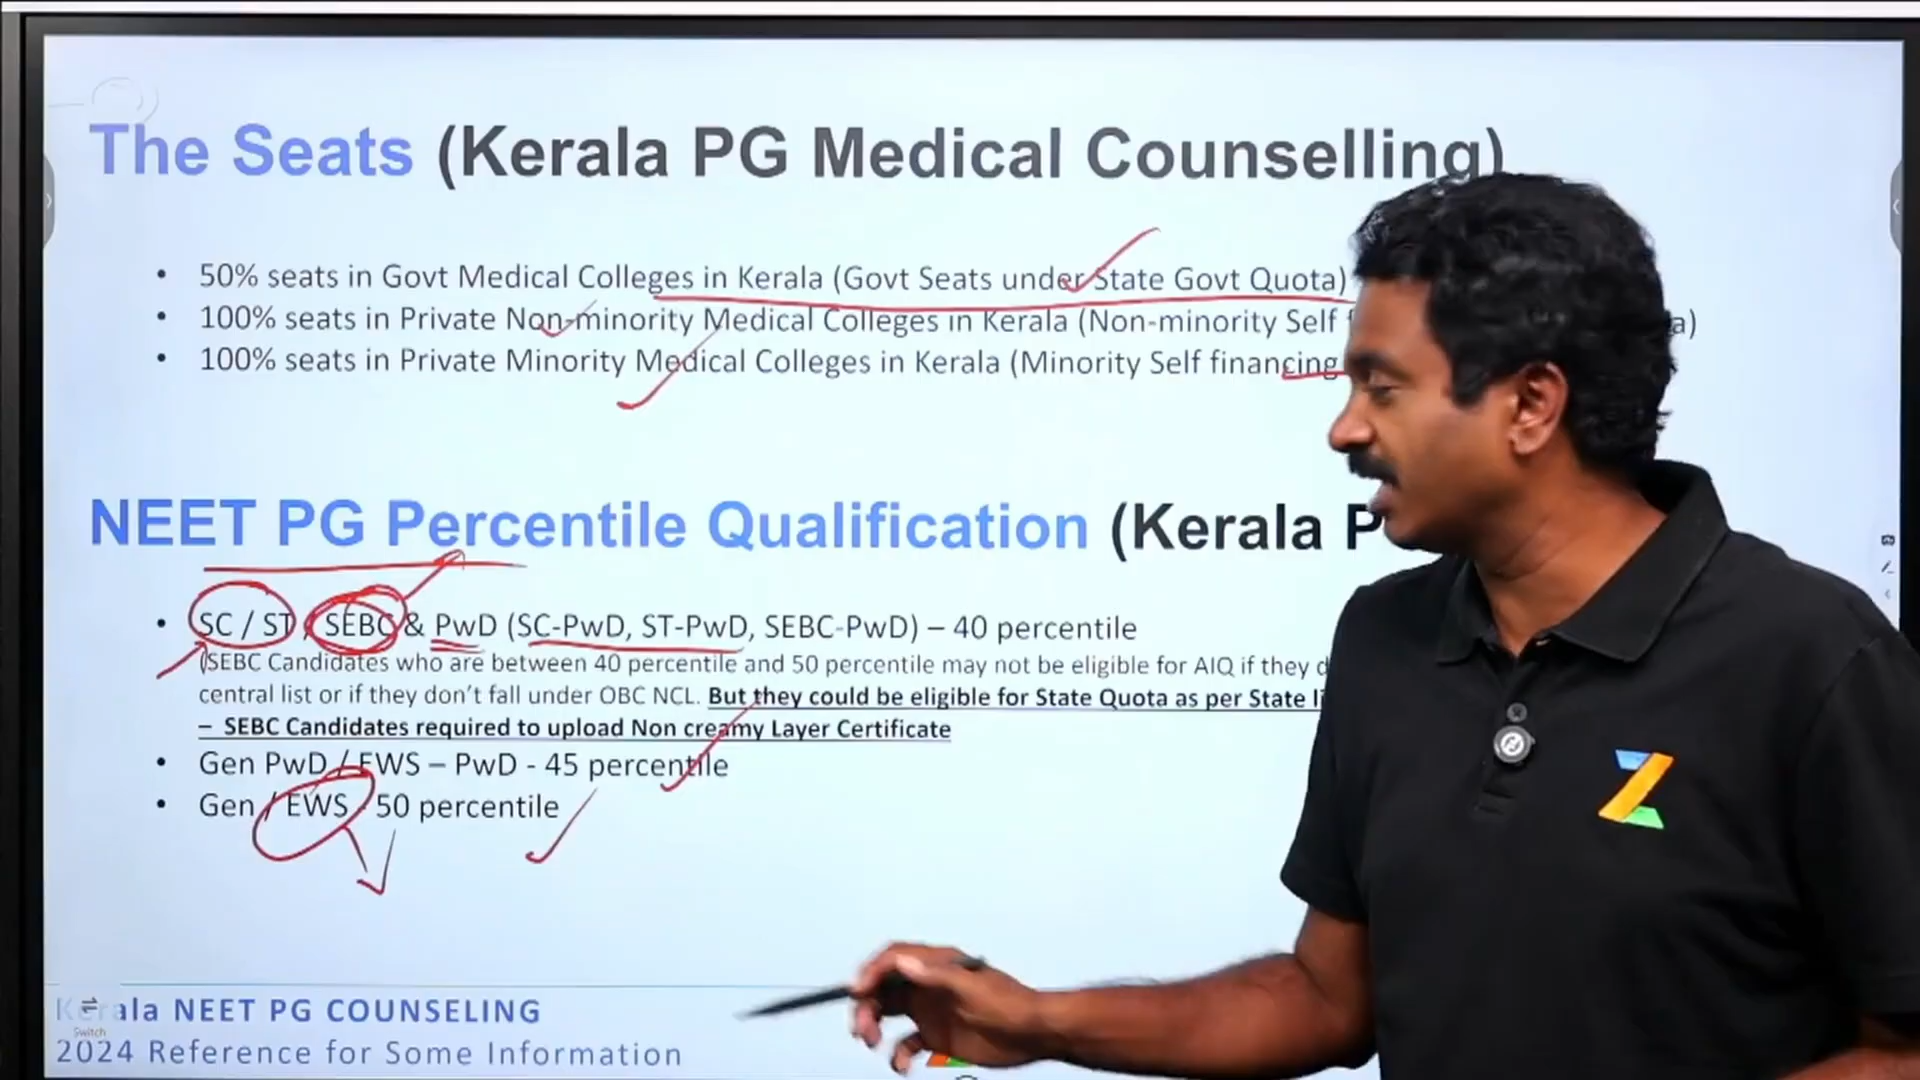 The Seats (Kerala PG Medical Counselling)
• 50% seats in Govt Medical Colleges in Kerala (Govt Seats under State Govt Quota)
• 100% seats in Private Non-minority Medical Colleges in Kerala (Non-minority Self a)
• 100% seats in Private Minority Medical Colleges in Kerala (Minority Self financing
NEET PG Percentile Qualification (Kerala P
• SC / ST / SEBC & PwD (SC-PwD, ST-PwD, SEBC-PwD) – 40 percentile
(SEBC Candidates who are between 40 percentile and 50 percentile may not be eligible for AIQ if they d
central list or if they don't fall under OBC NCL. But they could be eligible for State Quota as per State li
– SEBC Candidates required to upload Non creamy Layer Certificate
• Gen PwD / EWS – PwD - 45 percentile
• Gen / EWS - 50 percentile
Kerala NEET PG COUNSELING
Switch
2024 Reference for Some Information